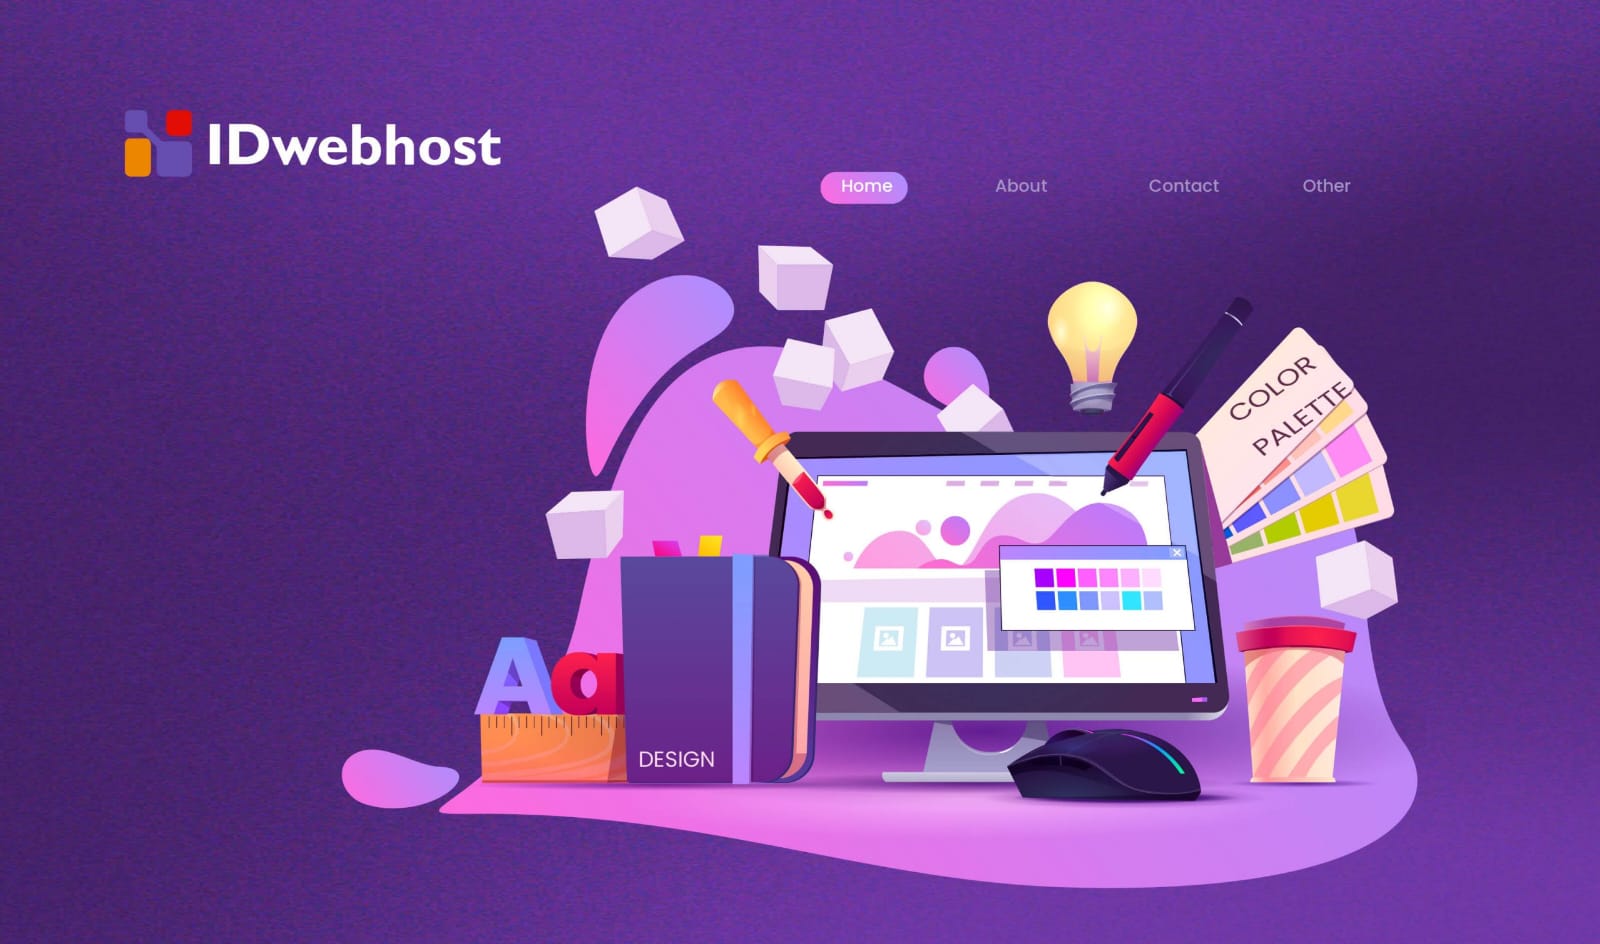 IDwebhost
Home About Contact Other
COLOR
PALETTE
Aa
DESIGN